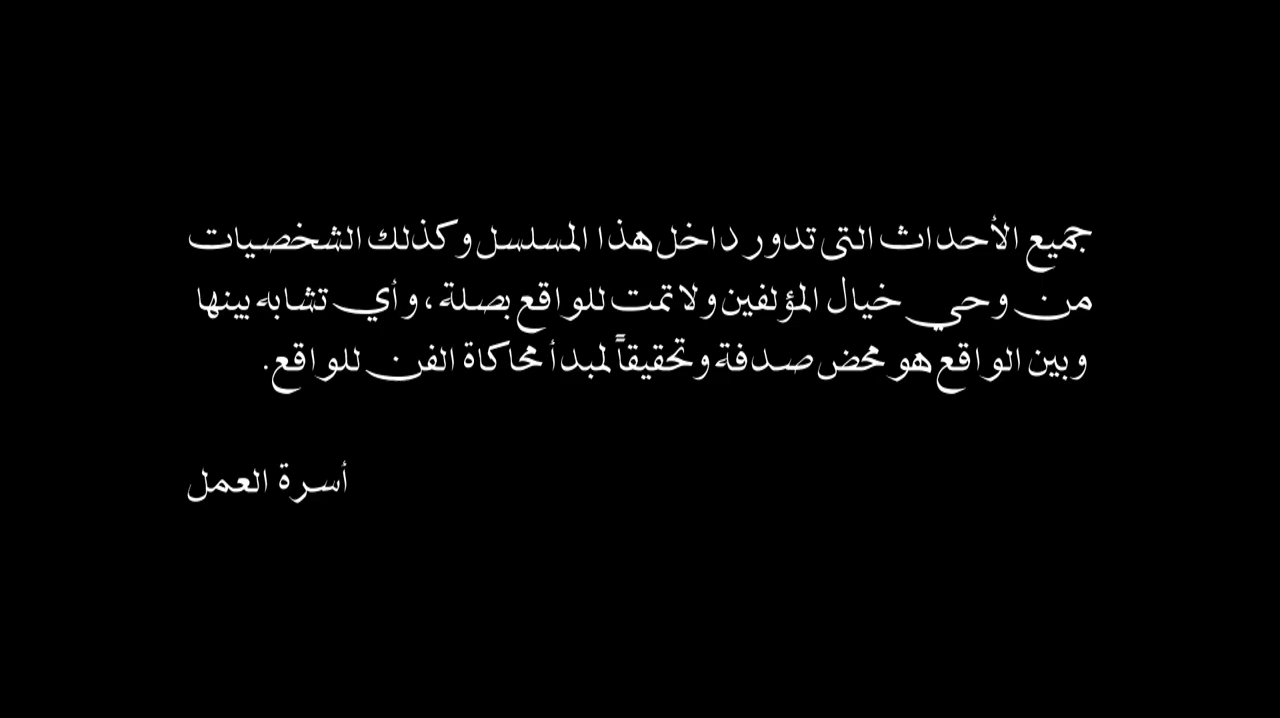 جميع الأحداث التى تدور داخل هذا المسلسل وكذلك الشخصيات
من وحي خيال المؤلفين ولا تمت للواقع بصلة، وأي تشابه بينها
وبين الواقع هو محض صدفة وتحقيقاً لمبدأ محاكاة الفن للواقع.
أسرة العمل